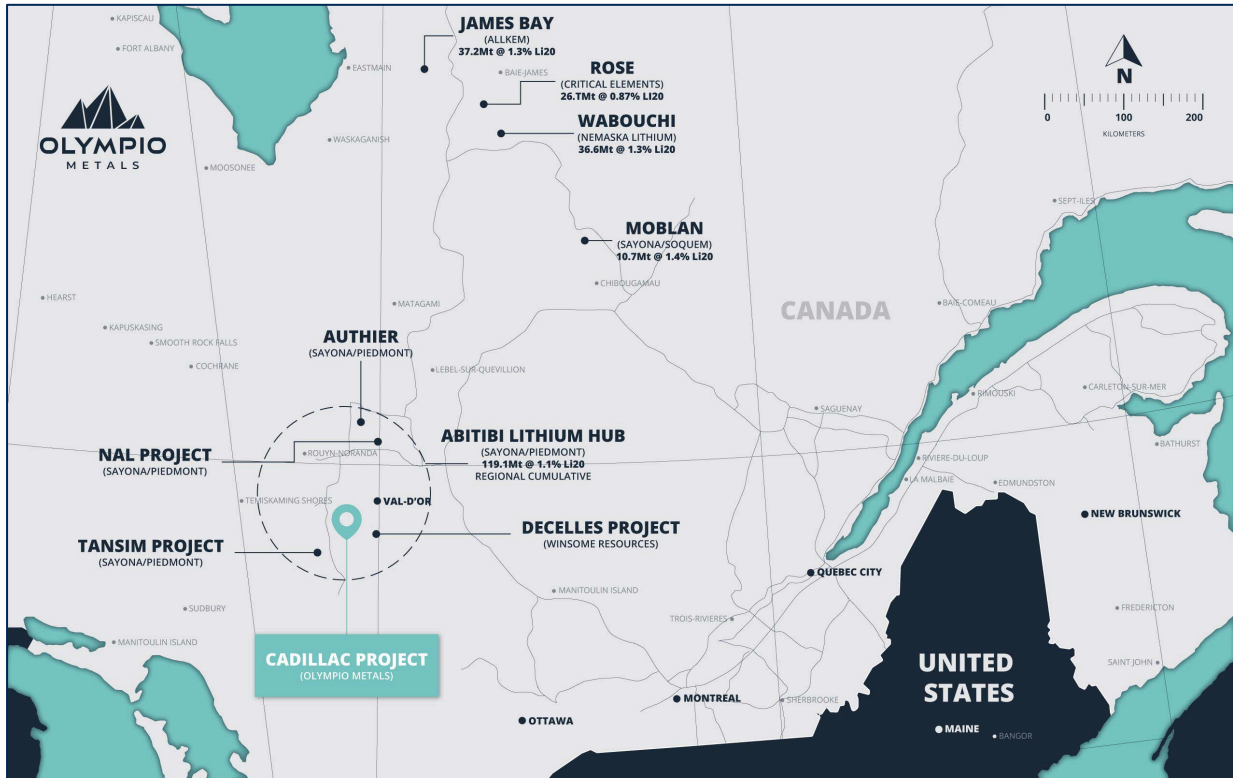 KAPISCAU
FORT ALBANY
EASTMAIN
WASKAGANISH
MOOSONEE
OLYMPIO
METALS
JAMES BAY
(ALLKEM)
37.2Mt @ 1.3% Li20
BAIE-JAMES
ROSE
(CRITICAL ELEMENTS)
26.TMt @ 0.87% LI20
WABOUCHI
(NEMASKA LITHIUM)
36.6Mt @ 1.3% Li20
N
0 100 200
KILOMETERS
SEPT-ILES
MOBLAN
(SAYONA/SOQUEM)
10.7Mt @ 1.4% Li20
CHIBOUGAMAU
HEARST
KAPUSKASING
SMOOTH ROCK FALLS
COCHRANE
MATAGAMI
CANADA
BAIE-COMEAU
AUTHIER
(SAYONA/PIEDMONT)
LEBEL-SUR-QUEVILLION
SAGUENAY
RIMOUSKI
CARLETON-SUR-MER
NAL PROJECT
(SAYONA/PIEDMONT)
ROUYN-NORANDA
ABITIBI LITHIUM HUB
(SAYONA/PIEDMONT)
119.1Mt @ 1.1% Li20
REGIONAL CUMULATIVE
BATHURST
RIVIERE-DU-LOUP
LA MALBAIE
EDMUNDSTON
TEMISKAMING SHORES
VAL-D'OR
NEW BRUNSWICK
TANSIM PROJECT
(SAYONA/PIEDMONT)
DECELLES PROJECT
(WINSOME RESOURCES)
QUEBEC CITY
MANITOULIN ISLAND
SUDBURY
TROIS-RIVIERES
FREDERICTON
MANITOULIN ISLAND
CADILLAC PROJECT
(OLYMPIO METALS)
UNITED
STATES
SAINT JOHN
MONTREAL
SHERBROOKE
OTTAWA
MAINE
BANGOR